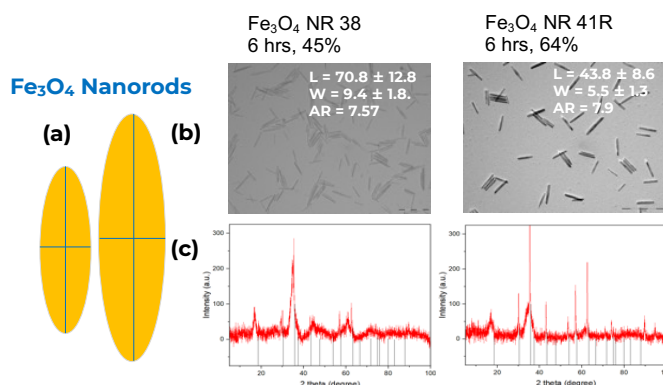 Fe₃O₄ NR 38
6 hrs, 45%
Fe₃O₄ NR 41R
6 hrs, 64%
Fe₃O₄ Nanorods
(a)
(b)
(c)
L = 70.8 ± 12.8
W = 9.4 ± 1.8.
AR = 7.57
L = 43.8 ± 8.6
W = 5.5 ± 1.3
AR = 7.9
Intensity (a.u.)
300
200
100
0
20
40
60
80
100
2 theta (degree)
Intensity (a.u.)
300
200
100
0
20
40
60
80
2 theta (degree)